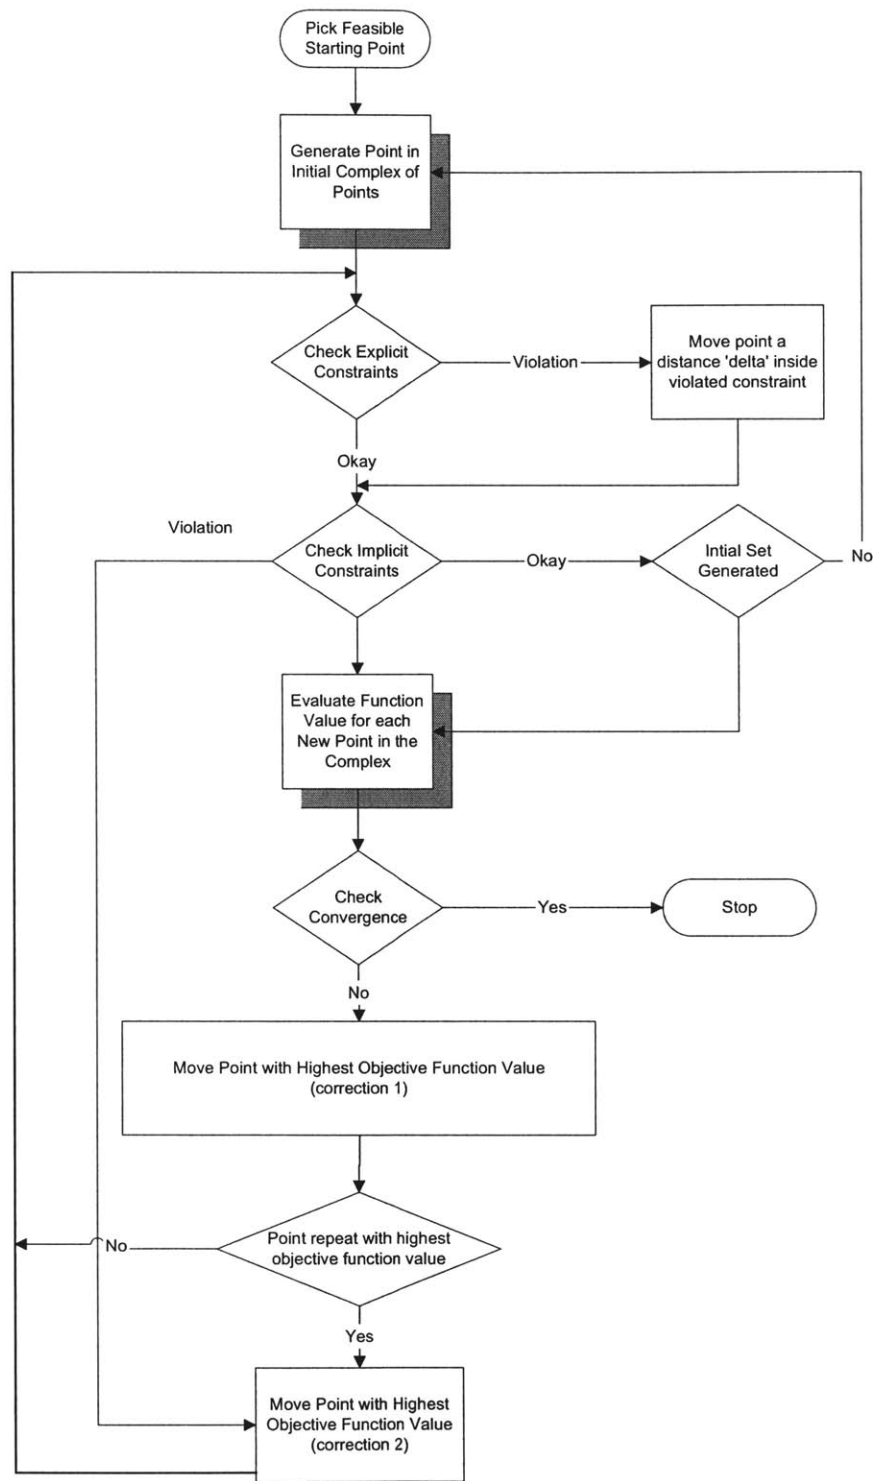 Pick Feasible
Starting Point
Generate Point in
Initial Complex of
Points
Check Explicit
Constraints
Violation
Move point a
distance 'delta' inside
violated constraint
Okay
Violation
Check Implicit
Constraints
Okay
Intial Set
Generated
No
Evaluate Function
Value for each
New Point in the
Complex
Check
Convergence
Yes
Stop
No
Move Point with Highest Objective Function Value
(correction 1)
Point repeat with highest
objective function value
No
Yes
Move Point with Highest
Objective Function Value
(correction 2)